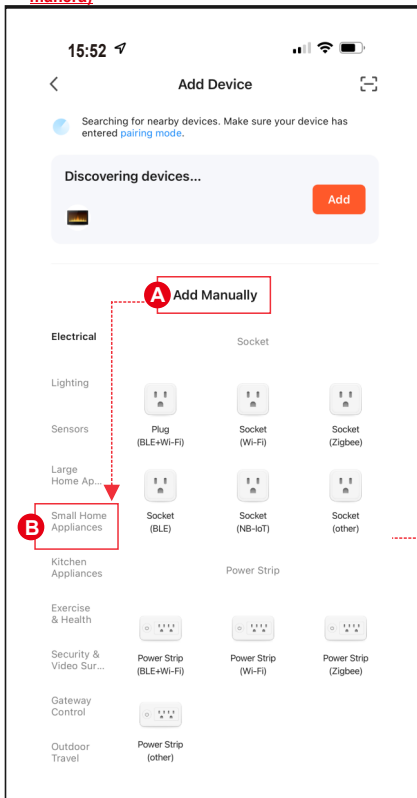 15:52
Add Device
Searching for nearby devices. Make sure your device has
entered pairing mode.
Discovering devices...
Add
A Add Manually
Electrical
Socket
Lighting
Sensors
Plug
(BLE+Wi-Fi)
Socket
(Wi-Fi)
Socket
(Zigbee)
Large
Home Ap...
B Small Home
Appliances
Socket
(BLE)
Socket
(NB-IoT)
Socket
(other)
Kitchen
Appliances
Power Strip
Exercise
& Health
Security &
Video Sur...
Power Strip
(BLE+Wi-Fi)
Power Strip
(Wi-Fi)
Power Strip
(Zigbee)
Gateway
Control
Outdoor
Travel
Power Strip
(other)